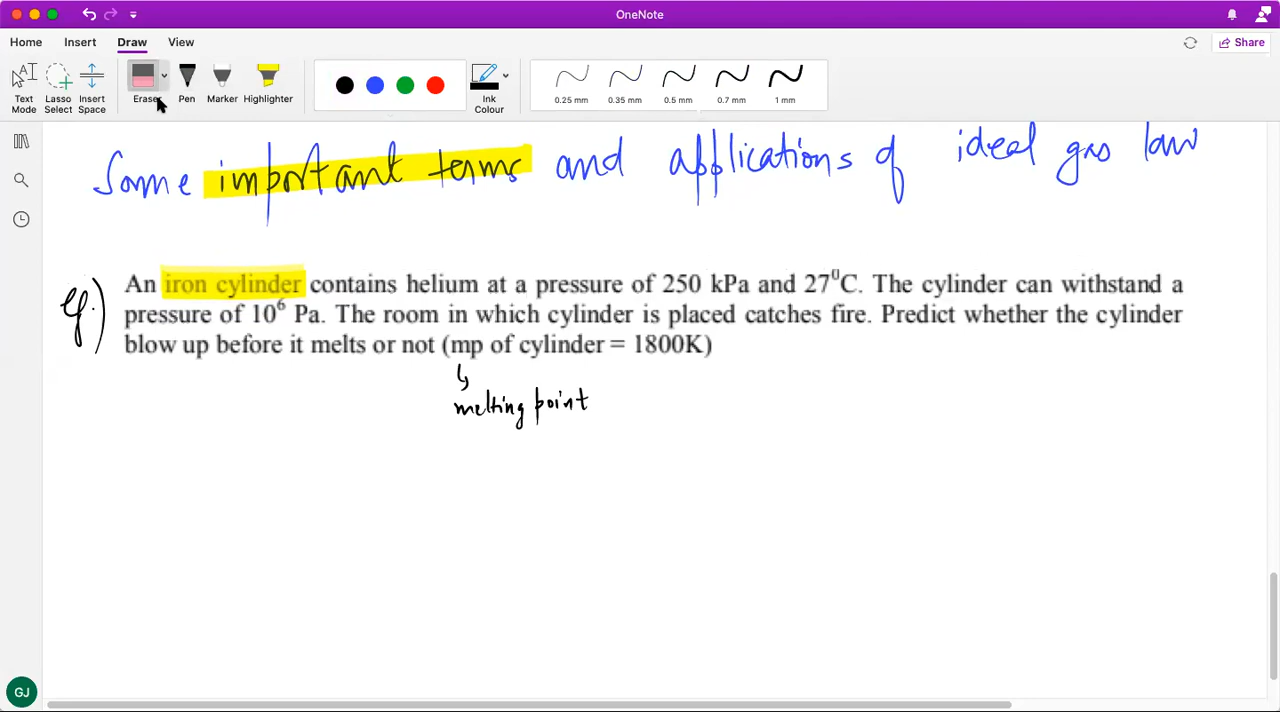 OneNote
Home Insert Draw View Share
Text Mode Lasso Select Insert Space Eraser Pen Marker Highlighter Ink Colour 0.25 mm 0.35 mm 0.5 mm 0.7 mm 1 mm
Some important terms and applications of ideal gas law
eg.) An iron cylinder contains helium at a pressure of 250 kPa and 27⁰C. The cylinder can withstand a
pressure of 10⁶ Pa. The room in which cylinder is placed catches fire. Predict whether the cylinder
blow up before it melts or not (mp of cylinder = 1800K)
melting point
GJ